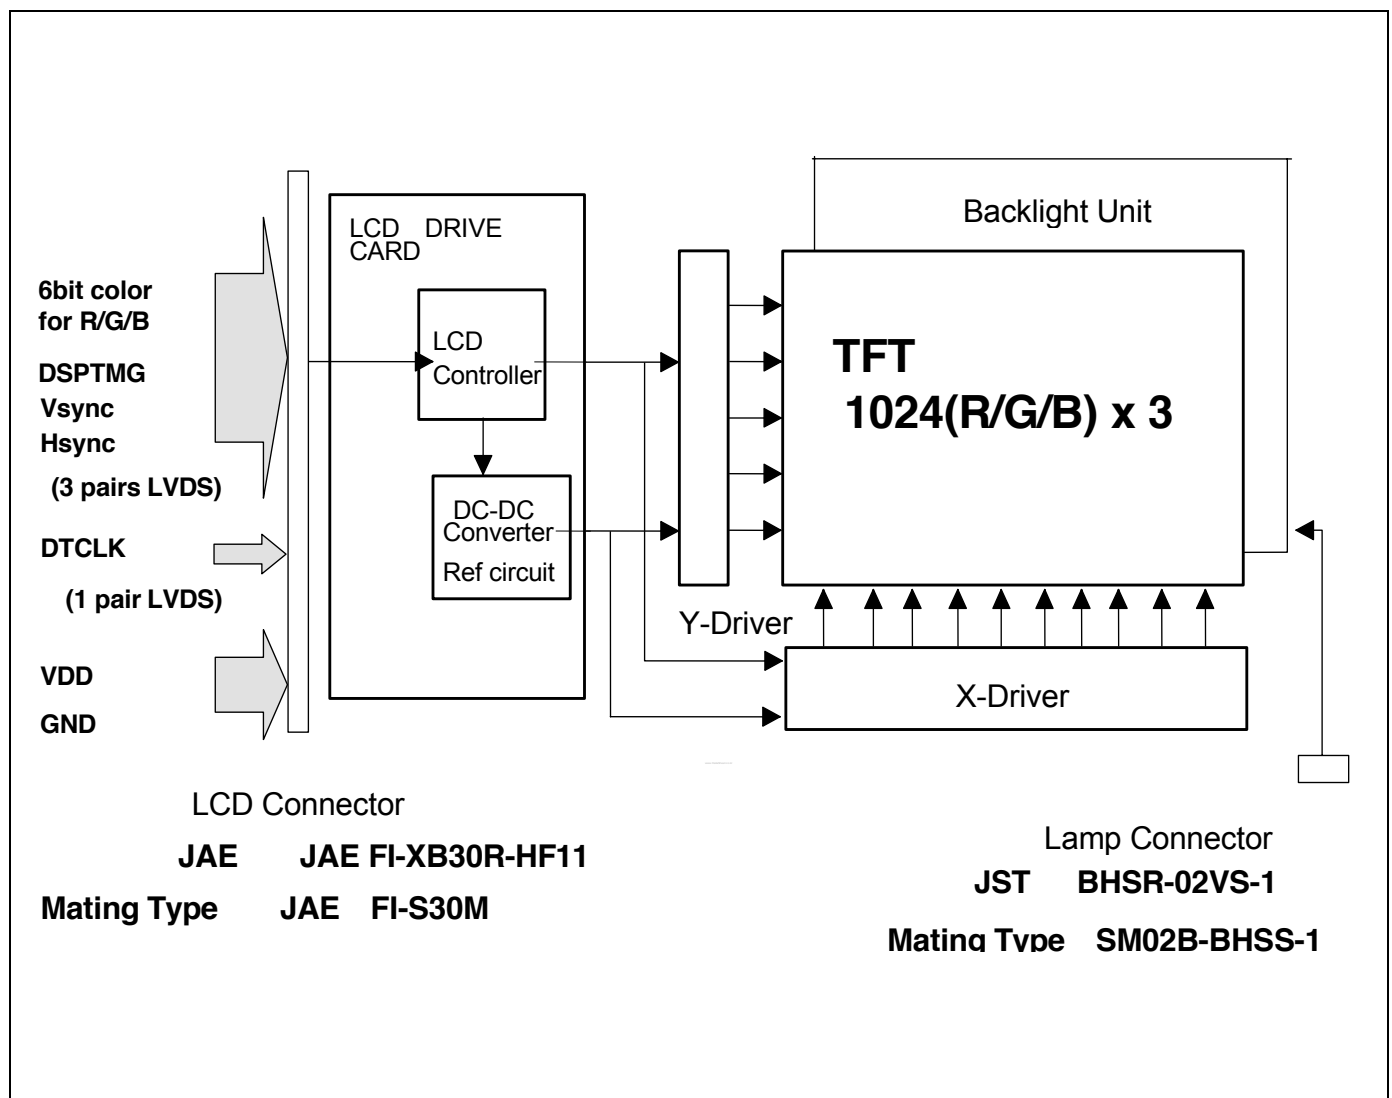 Backlight Unit
LCD DRIVE
CARD
6bit color
for R/G/B
DSPTMG
Vsync
Hsync
(3 pairs LVDS)
DTCLK
(1 pair LVDS)
VDD
GND
LCD
Controller
DC-DC
Converter
Ref circuit
TFT
1024(R/G/B) x 3
Y-Driver
X-Driver
LCD Connector
JAE JAE FI-XB30R-HF11
Mating Type JAE FI-S30M
Lamp Connector
JST BHSR-02VS-1
Mating Type SM02B-BHSS-1